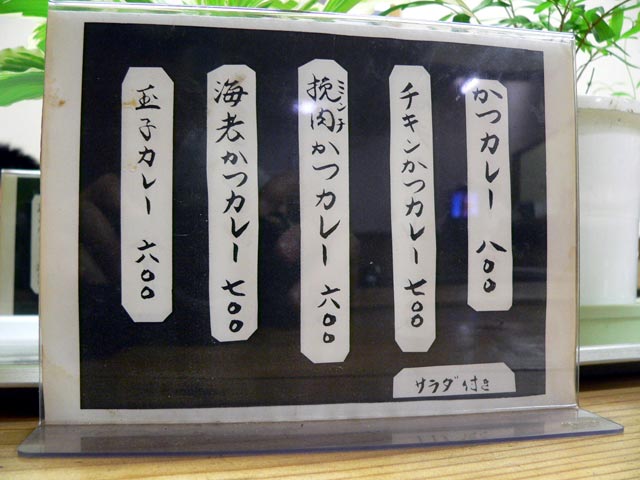 かつカレー 八〇〇
チキンかつカレー 七〇〇
ミンチ
挽肉かつカレー 六〇〇
海老かつカレー 七〇〇
玉子カレー 六〇〇
サラダ付き